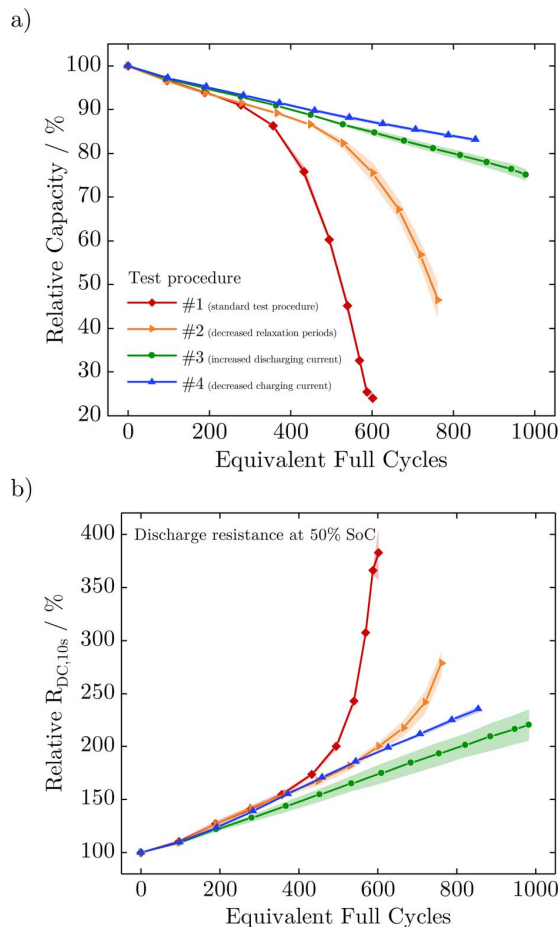 a)
100
90
80
70
60
50
40
30
20
Relative Capacity / %
Test procedure
#1 (standard test procedure)
#2 (decreased relaxation periods)
#3 (increased discharging current)
#4 (decreased charging current)
0 200 400 600 800 1000
Equivalent Full Cycles
b)
Discharge resistance at 50% SoC
400
350
300
250
200
150
100
Relative R_DC,10s / %
0 200 400 600 800 1000
Equivalent Full Cycles